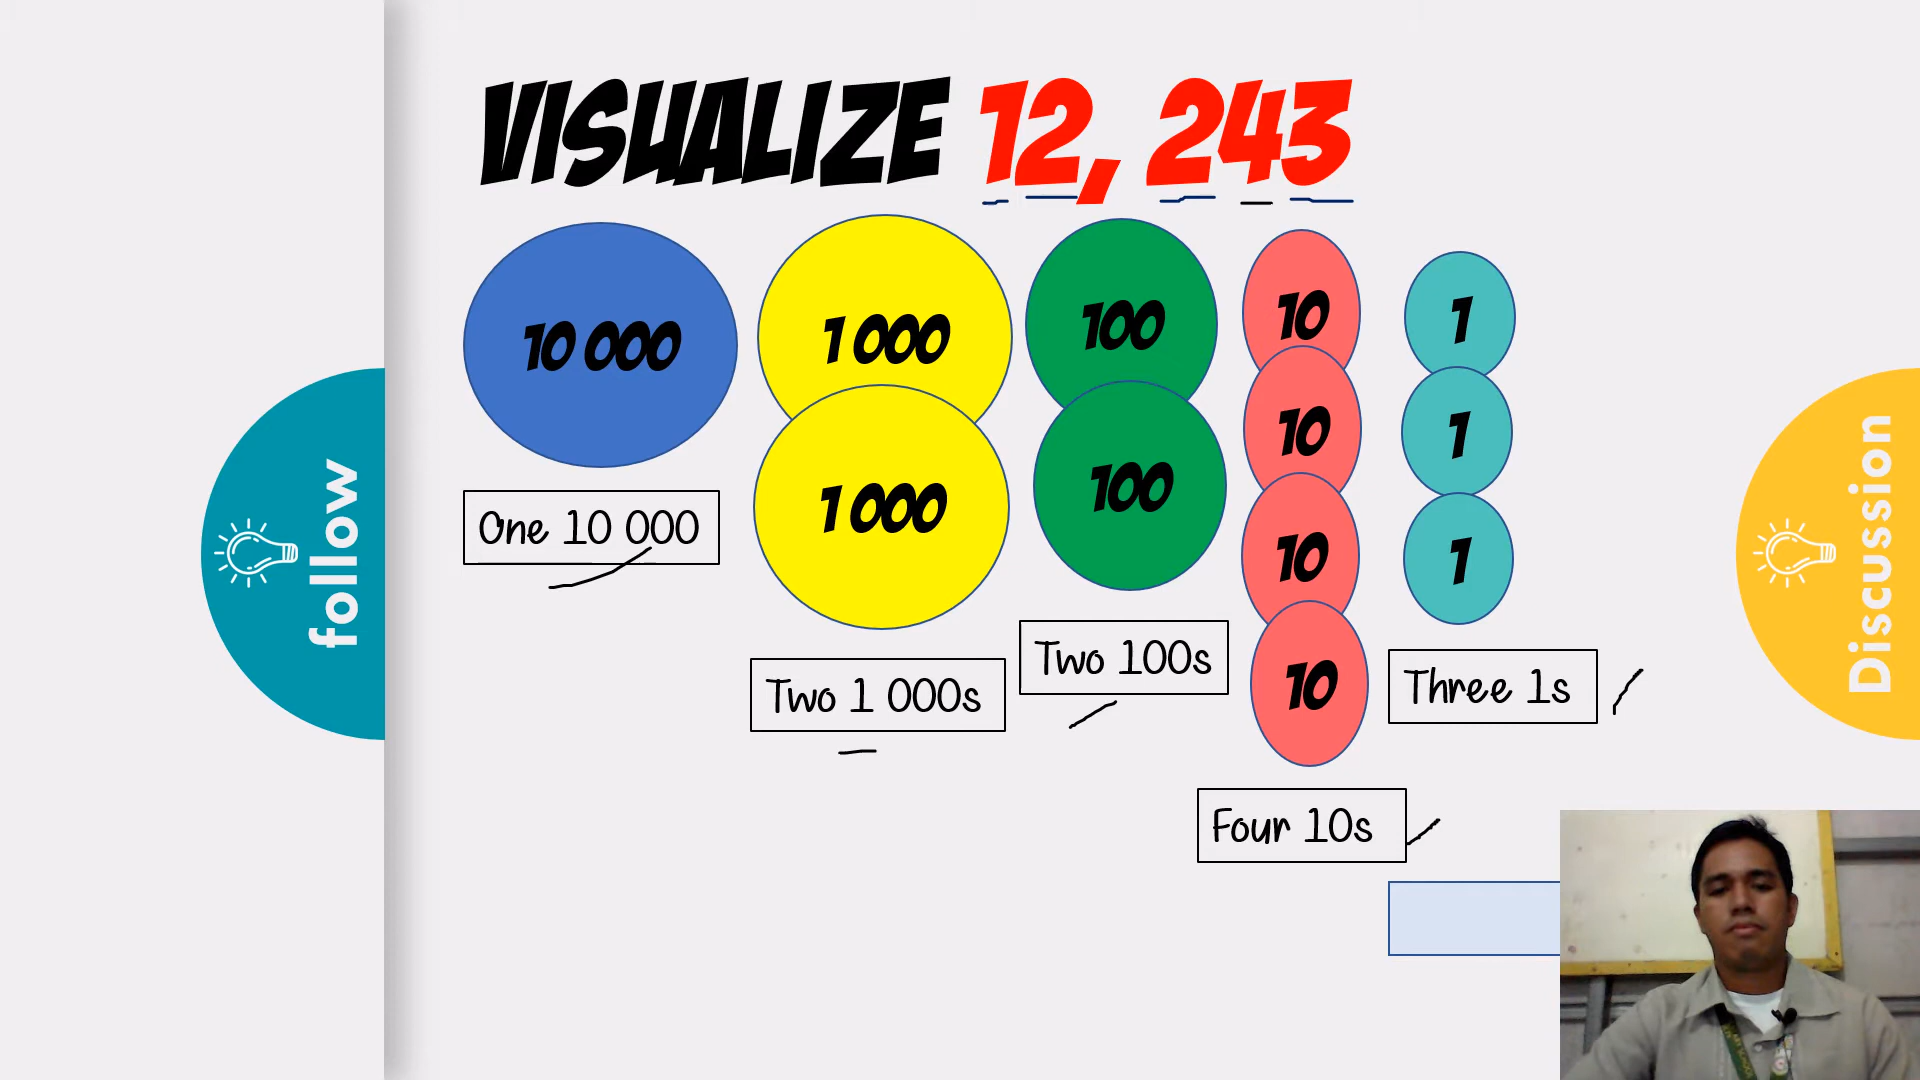 VISUALIZE 12, 243
10 000
1 000
1 000
100
100
10
10
10
10
1
1
1
One 10 000
Two 1 000s
Two 100s
Four 10s
Three 1s
follow
Discussion